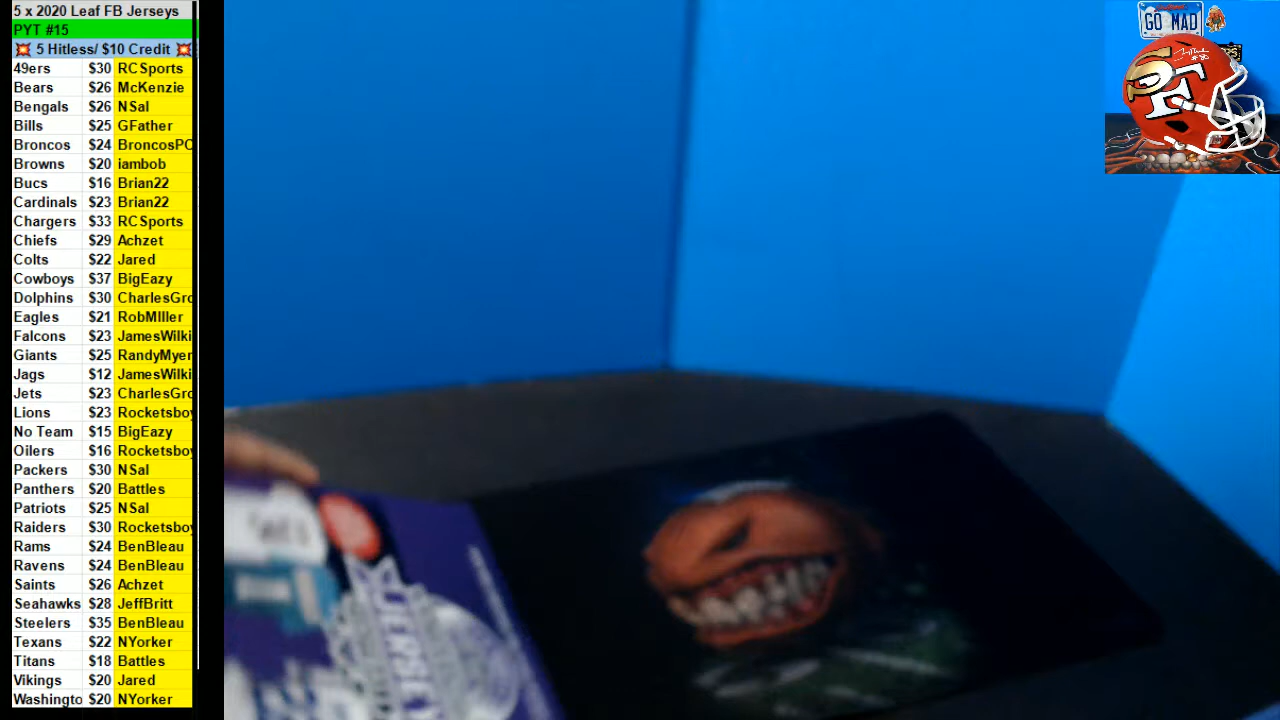 5 x 2020 Leaf FB Jerseys
PYT #15
💥 5 Hitless/ $10 Credit 💥
49ers $30 RCSports
Bears $26 McKenzie
Bengals $26 NSal
Bills $25 GFather
Broncos $24 BroncosPC
Browns $20 iambob
Bucs $16 Brian22
Cardinals $23 Brian22
Chargers $33 RCSports
Chiefs $29 Achzet
Colts $22 Jared
Cowboys $37 BigEazy
Dolphins $30 CharlesGro
Eagles $21 RobMIller
Falcons $23 JamesWilki
Giants $25 RandyMyer
Jags $12 JamesWilki
Jets $23 CharlesGro
Lions $23 Rocketsboy
No Team $15 BigEazy
Oilers $16 Rocketsboy
Packers $30 NSal
Panthers $20 Battles
Patriots $25 NSal
Raiders $30 Rocketsboy
Rams $24 BenBleau
Ravens $24 BenBleau
Saints $26 Achzet
Seahawks $28 JeffBritt
Steelers $35 BenBleau
Texans $22 NYorker
Titans $18 Battles
Vikings $20 Jared
Washingto $20 NYorker
GO MAD
SF
JERSEY